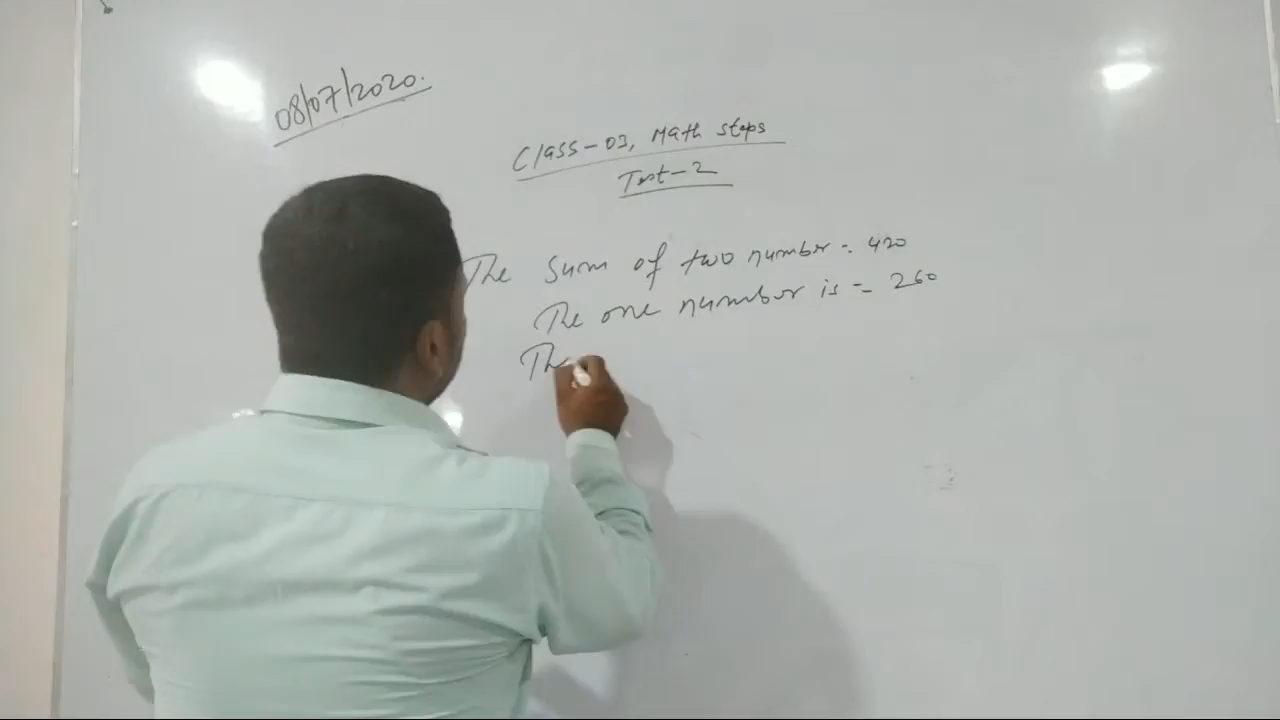 08/07/2020.
Class-03, Math steps
Test-2
The sum of two number = 420
The one number is = 260
Th